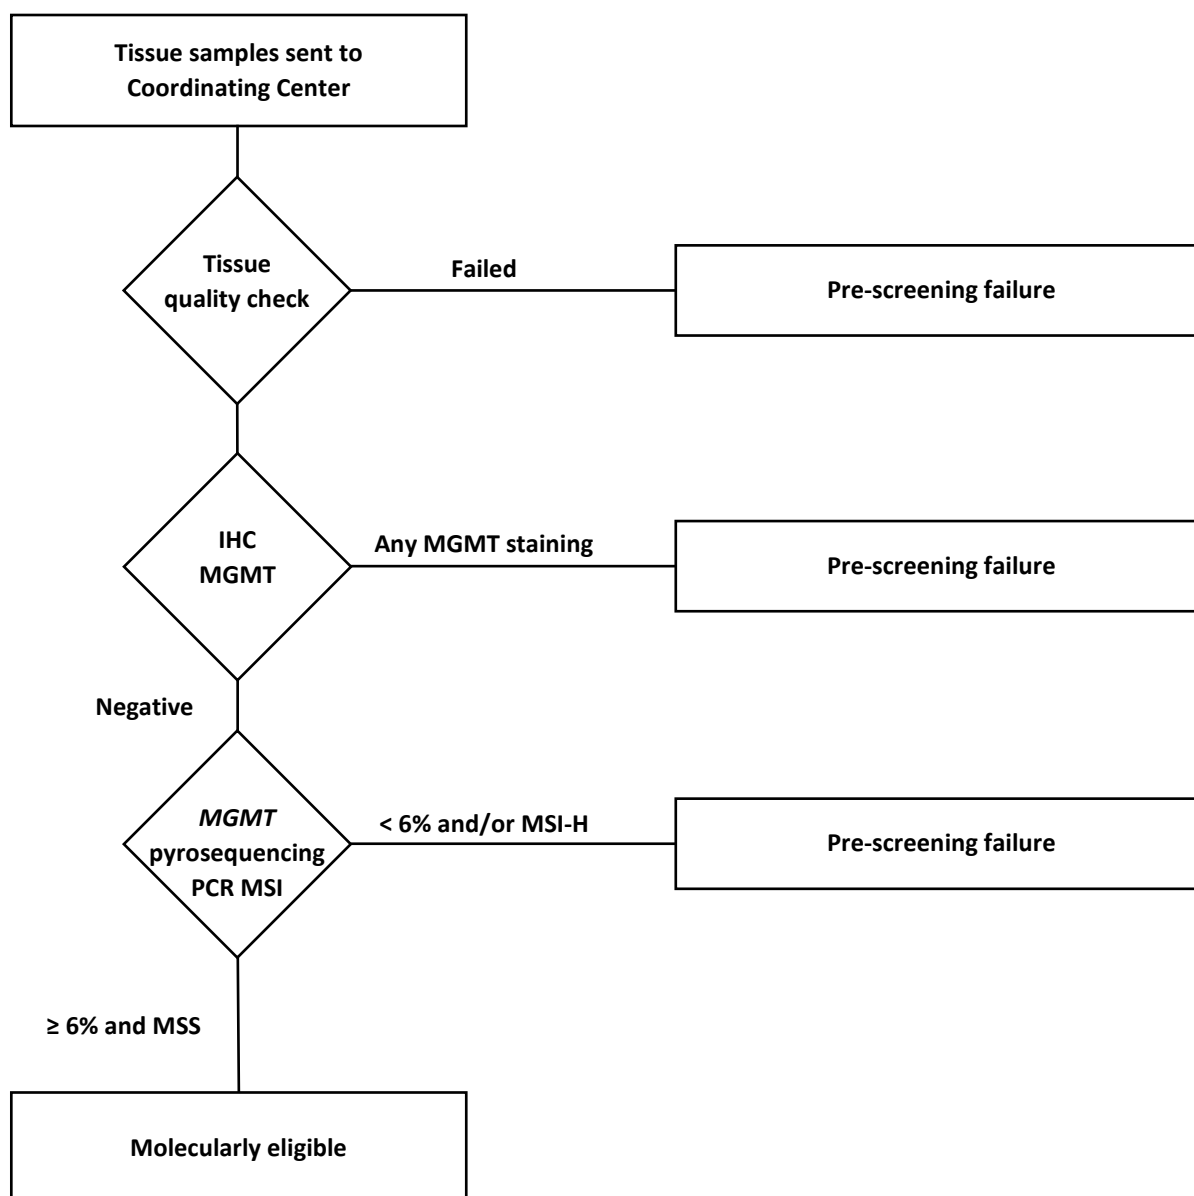 Tissue samples sent to
Coordinating Center
Tissue
quality check
Failed
Pre-screening failure
IHC
MGMT
Any MGMT staining
Pre-screening failure
Negative
MGMT
pyrosequencing
PCR MSI
< 6% and/or MSI-H
Pre-screening failure
≥ 6% and MSS
Molecularly eligible